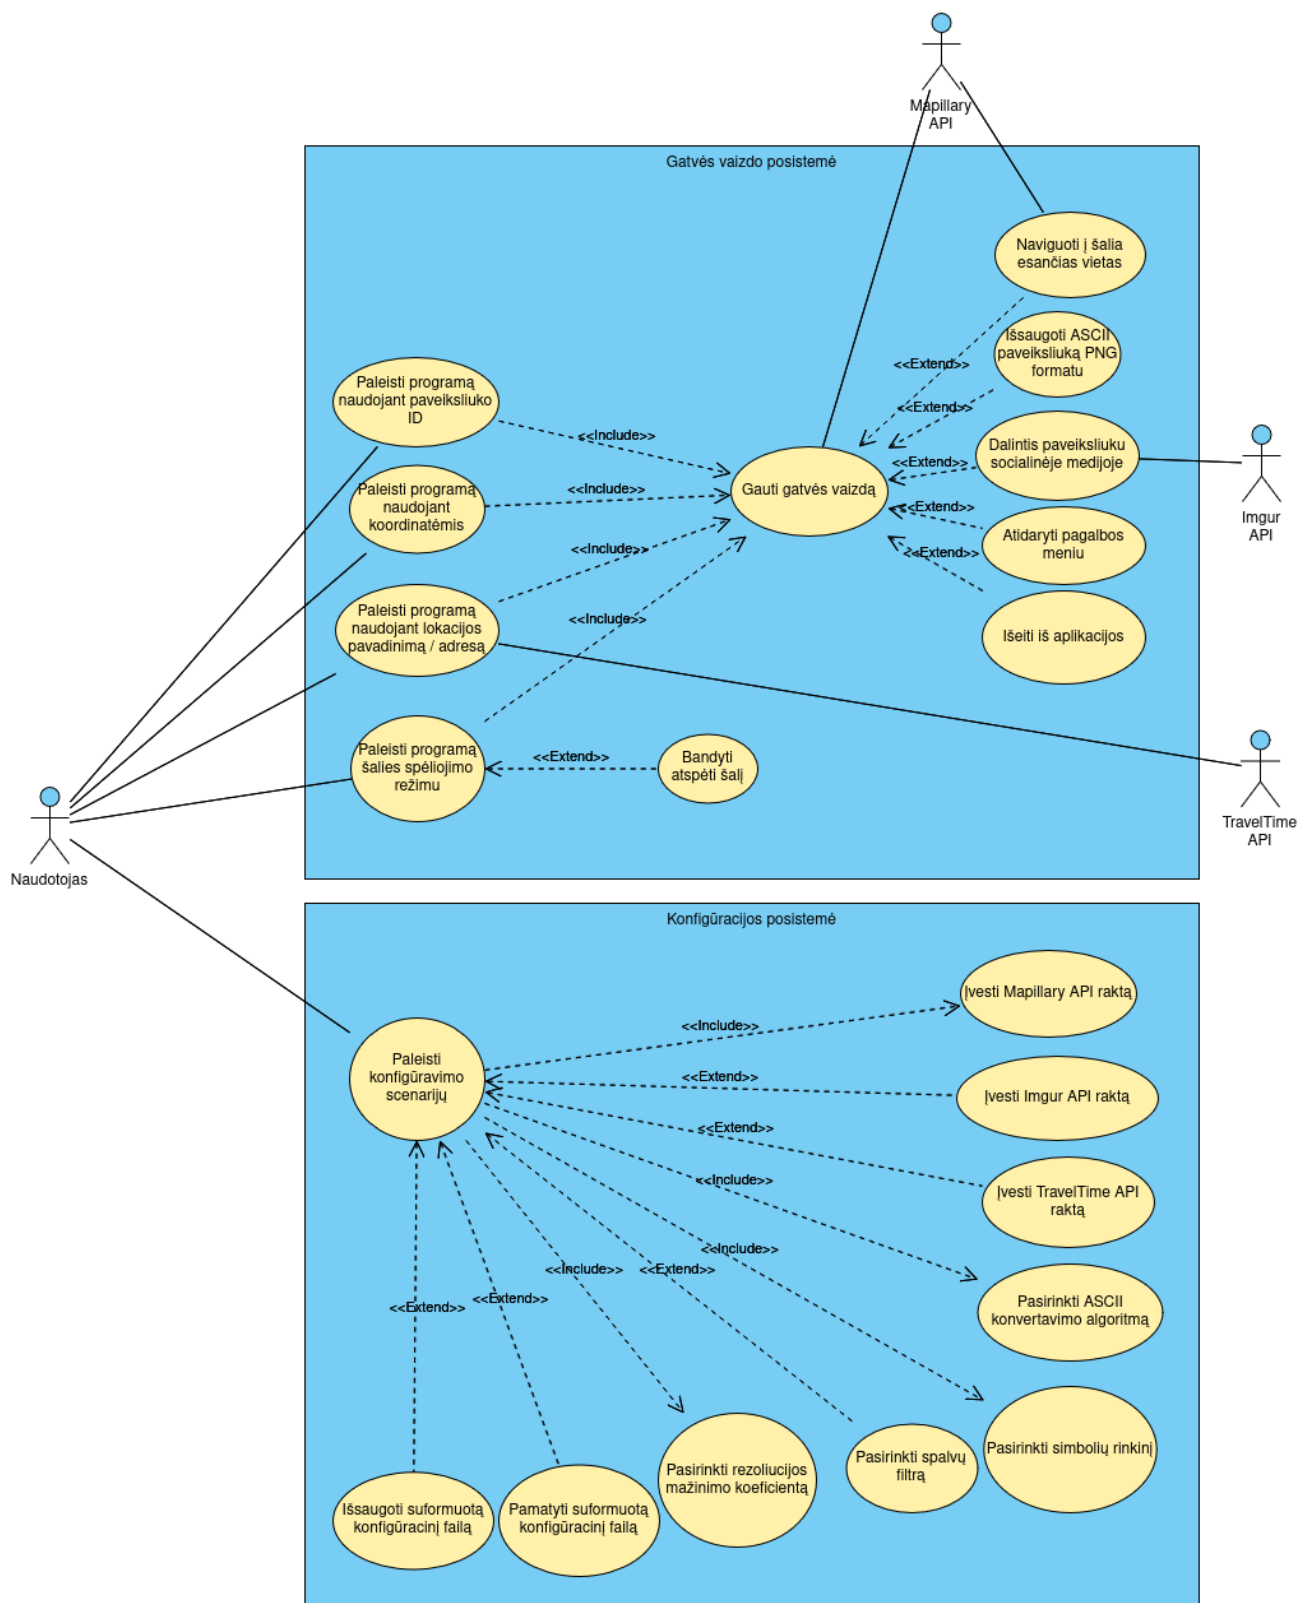 Mapillary
API
Gatvės vaizdo posistemė
Naviguoti į šalia
esančias vietas
Išsaugoti ASCII
paveiksliuką PNG
formatu
<<Extend>>
Paleisti programą
naudojant paveiksliuko
ID
<<Extend>>
<<Include>>
Dalintis paveiksliuku
socialinėje medijoje
<<Extend>>
Imgur
API
Paleisti programą
naudojant
koordinatėmis
<<Include>>
Gauti gatvės vaizdą
<<Extend>>
Atidaryti pagalbos
meniu
<<Include>>
<<Extend>>
Paleisti programą
naudojant lokacijos
pavadinimą / adresą
<<Include>>
Išeiti iš aplikacijos
Paleisti programą
šalies spėliojimo
režimu
<<Extend>>
Bandyti
atspėti šalį
TravelTime
API
Naudotojas
Konfigūracijos posistemė
Įvesti Mapillary API raktą
<<Include>>
Paleisti
konfigūravimo
scenarijų
<<Extend>>
Įvesti Imgur API raktą
<<Extend>>
<<Include>>
Įvesti TravelTime API
raktą
<<Include>>
<<Include>>
<<Extend>>
<<Extend>>
<<Extend>>
Pasirinkti ASCII
konvertavimo algoritmą
Pasirinkti simbolių rinkinį
Pasirinkti spalvų
filtrą
Pasirinkti rezoliucijos
mažinimo koeficientą
Išsaugoti suformuotą
konfigūracinį failą
Pamatyti suformuotą
konfigūracinį failą